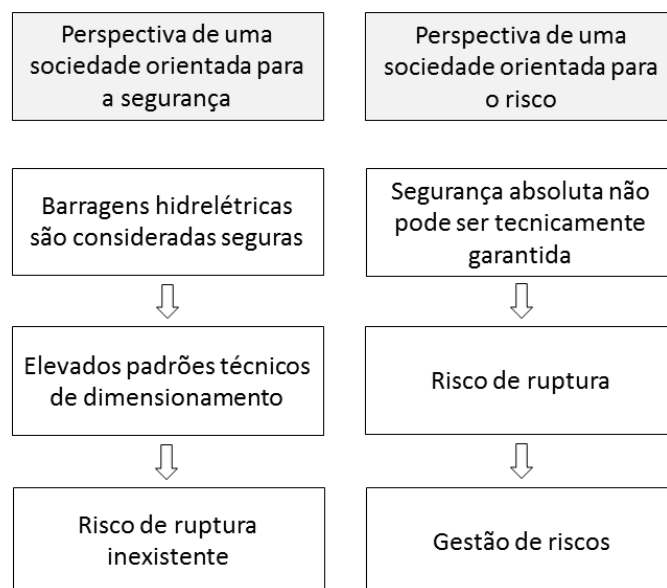 Perspectiva de uma
sociedade orientada para
a segurança
Perspectiva de uma
sociedade orientada para
o risco
Barragens hidrelétricas
são consideradas seguras
Segurança absoluta não
pode ser tecnicamente
garantida
Elevados padrões técnicos
de dimensionamento
Risco de ruptura
Risco de ruptura
inexistente
Gestão de riscos